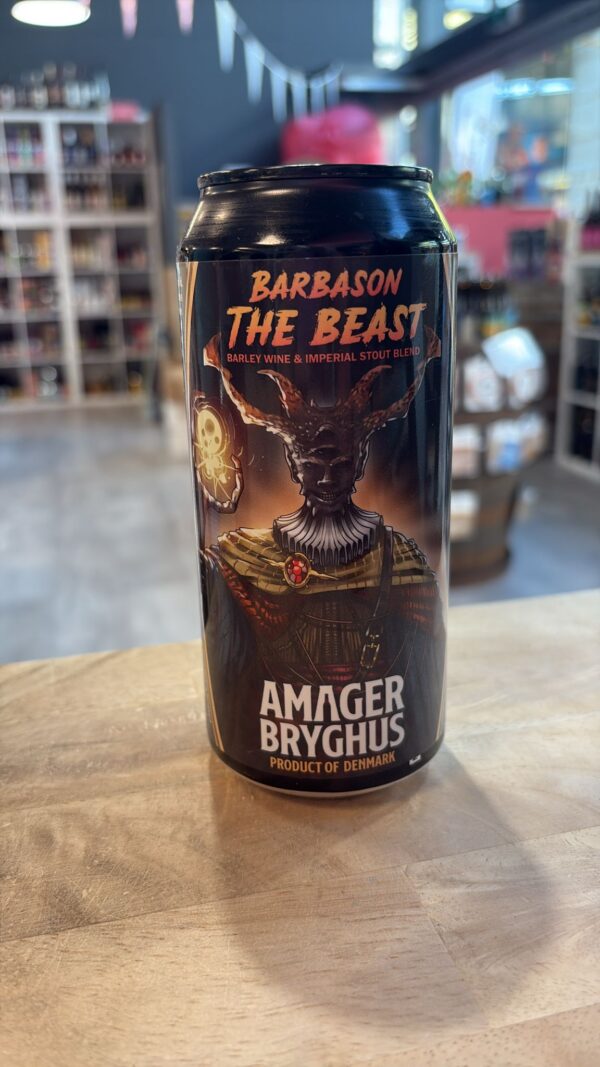 BARBASON
THE BEAST
BARLEY WINE & IMPERIAL STOUT BLEND
AMAGER
BRYGHUS
PRODUCT OF DENMARK